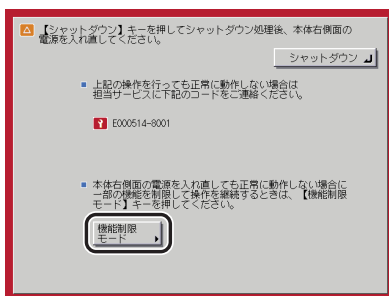 【シャットダウン】キーを押してシャットダウン処理後、本体右側面の
電源を入れ直してください。
シャットダウン
上記の操作を行っても正常に動作しない場合は
担当サービスに下記のコードをご連絡ください。
E000514-8001
本体右側面の電源を入れ直しても正常に動作しない場合に
一部の機能を制限して操作を継続するときは、【機能制限
モード】キーを押してください。
機能制限
モード